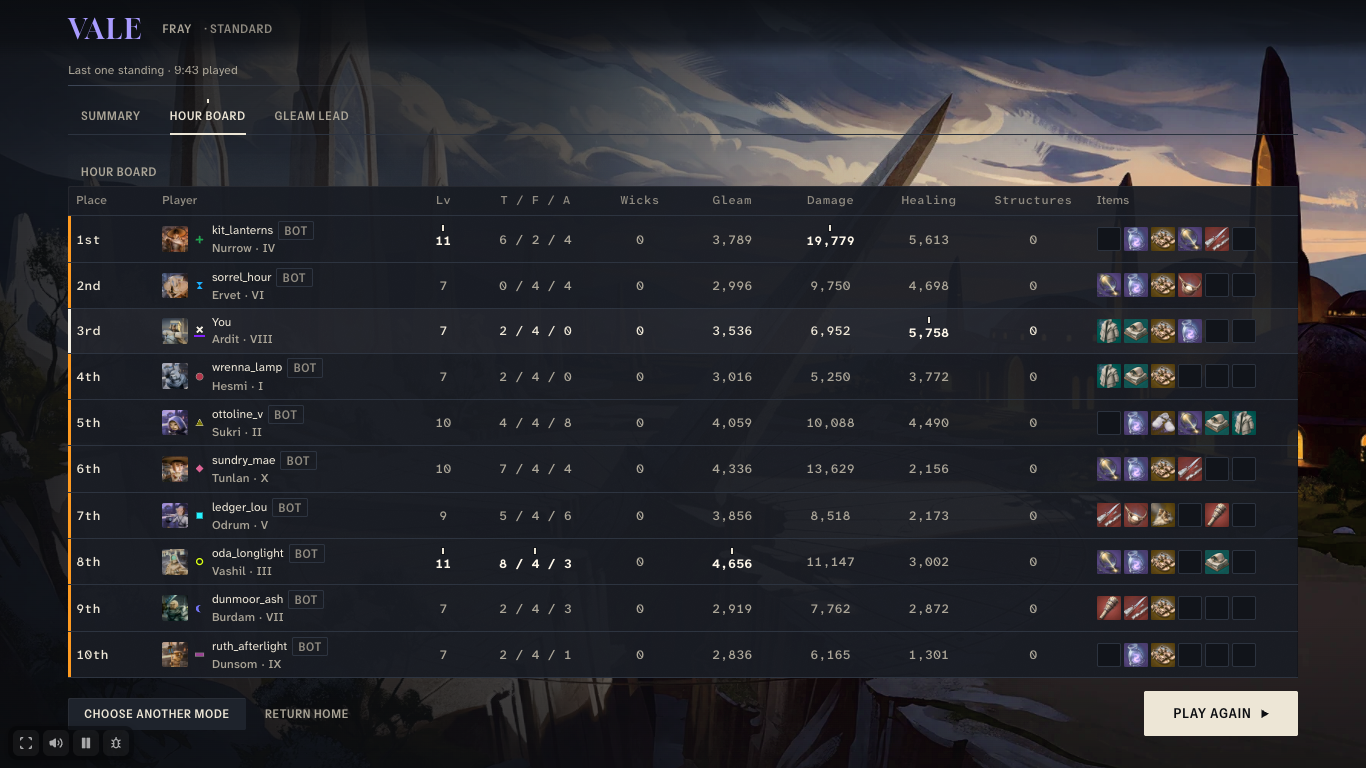 VALE FRAY · STANDARD
Last one standing · 9:43 played
SUMMARY HOUR BOARD GLEAM LEAD
HOUR BOARD
Place Player Lv T / F / A Wicks Gleam Damage Healing Structures Items
1st kit_lanterns BOT 11 6 / 2 / 4 0 3,789 19,779 5,613 0
Nurrow · IV
2nd sorrel_hour BOT 7 0 / 4 / 4 0 2,996 9,750 4,698 0
Ervet · VI
3rd You 7 2 / 4 / 0 0 3,536 6,952 5,758 0
Ardit · VIII
4th wrenna_lamp BOT 7 2 / 4 / 0 0 3,016 5,250 3,772 0
Hesmi · I
5th ottoline_v BOT 10 4 / 4 / 8 0 4,059 10,088 4,490 0
Sukri · II
6th sundry_mae BOT 10 7 / 4 / 4 0 4,336 13,629 2,156 0
Tunlan · X
7th ledger_lou BOT 9 5 / 4 / 6 0 3,856 8,518 2,173 0
Odrum · V
8th oda_longlight BOT 11 8 / 4 / 3 0 4,656 11,147 3,002 0
Vashil · III
9th dunmoor_ash BOT 7 2 / 4 / 3 0 2,919 7,762 2,872 0
Burdam · VII
10th ruth_afterlight BOT 7 2 / 4 / 1 0 2,836 6,165 1,301 0
Dunsom · IX
CHOOSE ANOTHER MODE RETURN HOME PLAY AGAIN